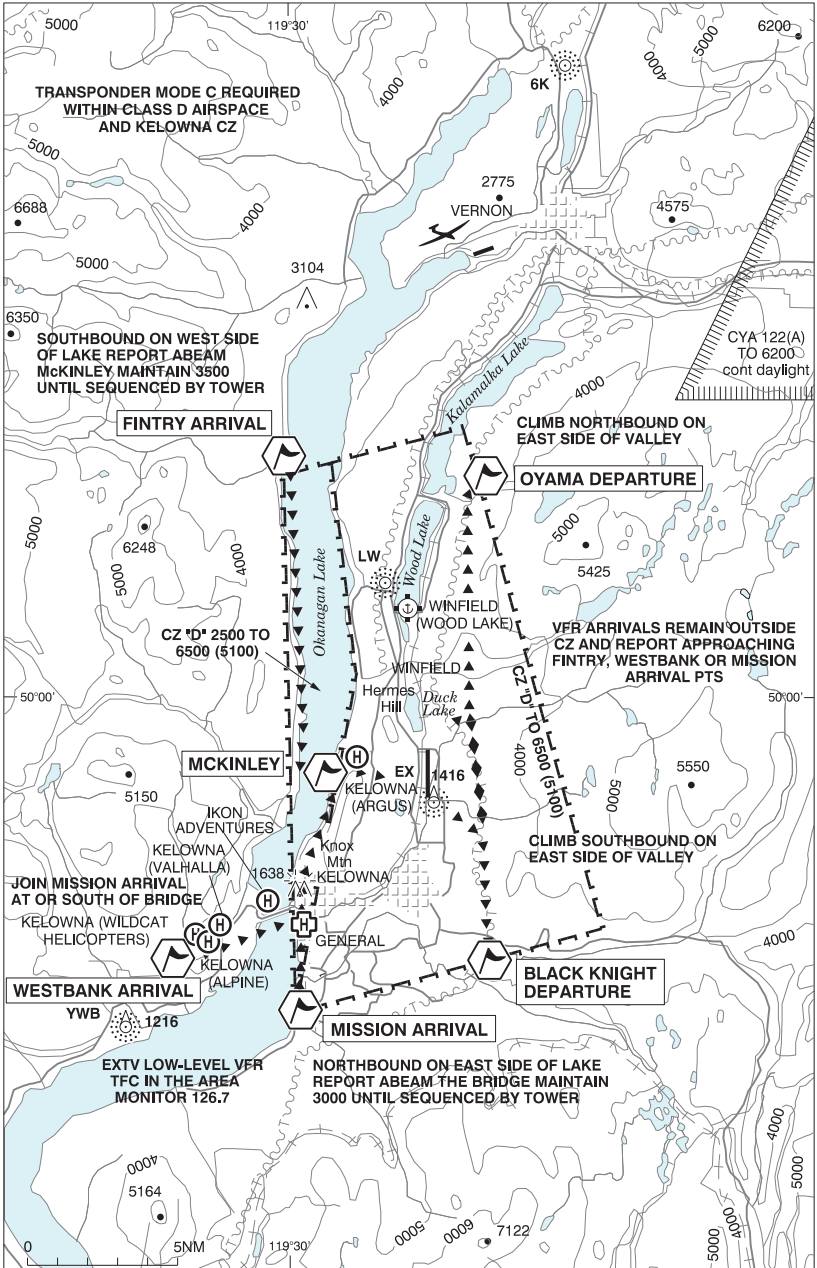 5000
119°30'
6200
5000
4000
6K
TRANSPONDER MODE C REQUIRED
WITHIN CLASS D AIRSPACE
AND KELOWNA CZ
4000
5000
2775
VERNON
4575
6688
4000
5000
3104
6350
SOUTHBOUND ON WEST SIDE
OF LAKE REPORT ABEAM
McKINLEY MAINTAIN 3500
UNTIL SEQUENCED BY TOWER
CYA 122(A)
TO 6200
cont daylight
Kalamalka Lake
4000
FINTRY ARRIVAL
CLIMB NORTHBOUND ON
EAST SIDE OF VALLEY
OYAMA DEPARTURE
5000
6248
5000
4000
5000
5425
LW
Wood Lake
Okanagan Lake
WINFIELD
(WOOD LAKE)
CZ "D" 2500 TO
6500 (5100)
VFR ARRIVALS REMAIN OUTSIDE
CZ AND REPORT APPROACHING
FINTRY, WESTBANK OR MISSION
ARRIVAL PTS
WINFIELD
CZ "D" TO 6500 (5100)
Hermes
Hill
Duck
Lake
50°00'
50°00'
4000
MCKINLEY
H
EX
1416
5150
KELOWNA
(ARGUS)
5000
5550
IKON
ADVENTURES
KELOWNA
(VALHALLA)
Knox
Mtn
KELOWNA
1638
CLIMB SOUTHBOUND ON
EAST SIDE OF VALLEY
JOIN MISSION ARRIVAL
AT OR SOUTH OF BRIDGE
H
KELOWNA (WILDCAT
HELICOPTERS)
H
H
H
H
GENERAL
4000
KELOWNA
(ALPINE)
WESTBANK ARRIVAL
BLACK KNIGHT
DEPARTURE
YWB
1216
MISSION ARRIVAL
EXTV LOW-LEVEL VFR
TFC IN THE AREA
MONITOR 126.7
NORTHBOUND ON EAST SIDE OF LAKE
REPORT ABEAM THE BRIDGE MAINTAIN
3000 UNTIL SEQUENCED BY TOWER
4000
4000
5000
5164
5000
6000
7122
5000
4000
0
5NM
119°30'